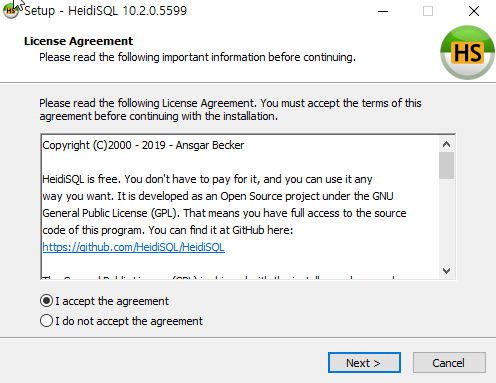 Setup - HeidiSQL 10.2.0.5599
License Agreement
Please read the following important information before continuing.
HS
Please read the following License Agreement. You must accept the terms of this
agreement before continuing with the installation.
Copyright (C)2000 - 2019 - Ansgar Becker
HeidiSQL is free. You don't have to pay for it, and you can use it any
way you want. It is developed as an Open Source project under the GNU
General Public License (GPL). That means you have full access to the source
code of this program. You can find it at GitHub here:
https://github.com/HeidiSQL/HeidiSQL
I accept the agreement
I do not accept the agreement
Next >
Cancel